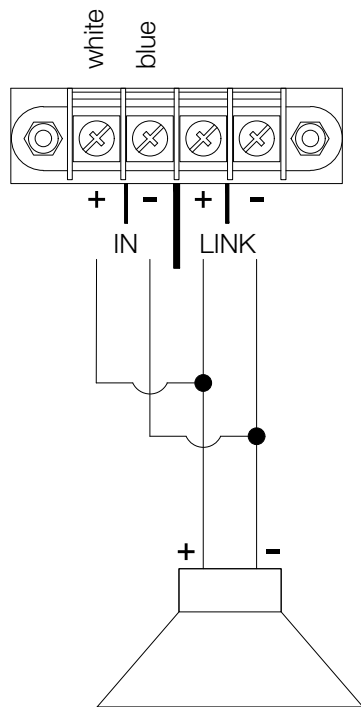 white blue
+ - + -
IN LINK
+ -